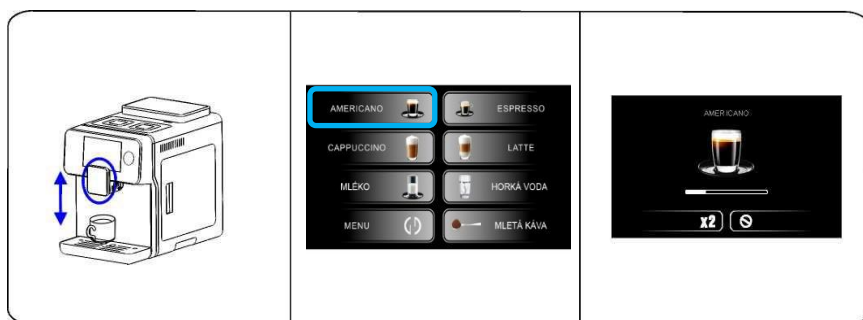 AMERICANO
ESPRESSO
CAPPUCCINO
LATTE
MLÉKO
HORKÁ VODA
MENU
MLETÁ KÁVA
AMERICANO
x2